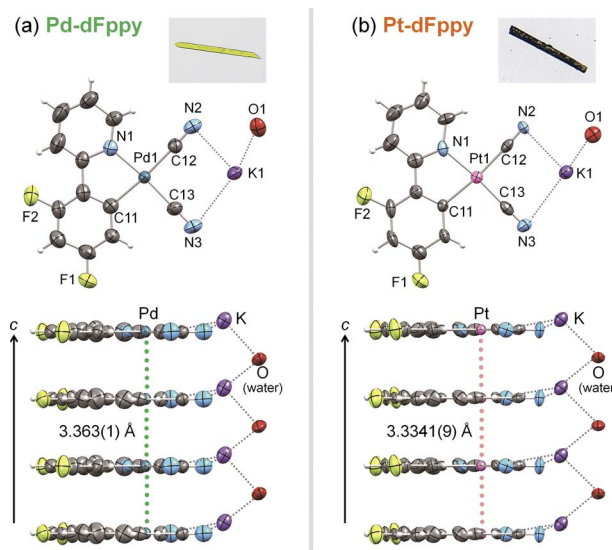 (a) Pd-dFppy
N2
O1
N1
Pd1
C12
K1
C13
F2
C11
N3
F1
c
Pd
K
O
(water)
3.363(1) Å
(b) Pt-dFppy
N2
O1
N1
Pt1
C12
K1
C13
F2
C11
N3
F1
c
Pt
K
O
(water)
3.3341(9) Å